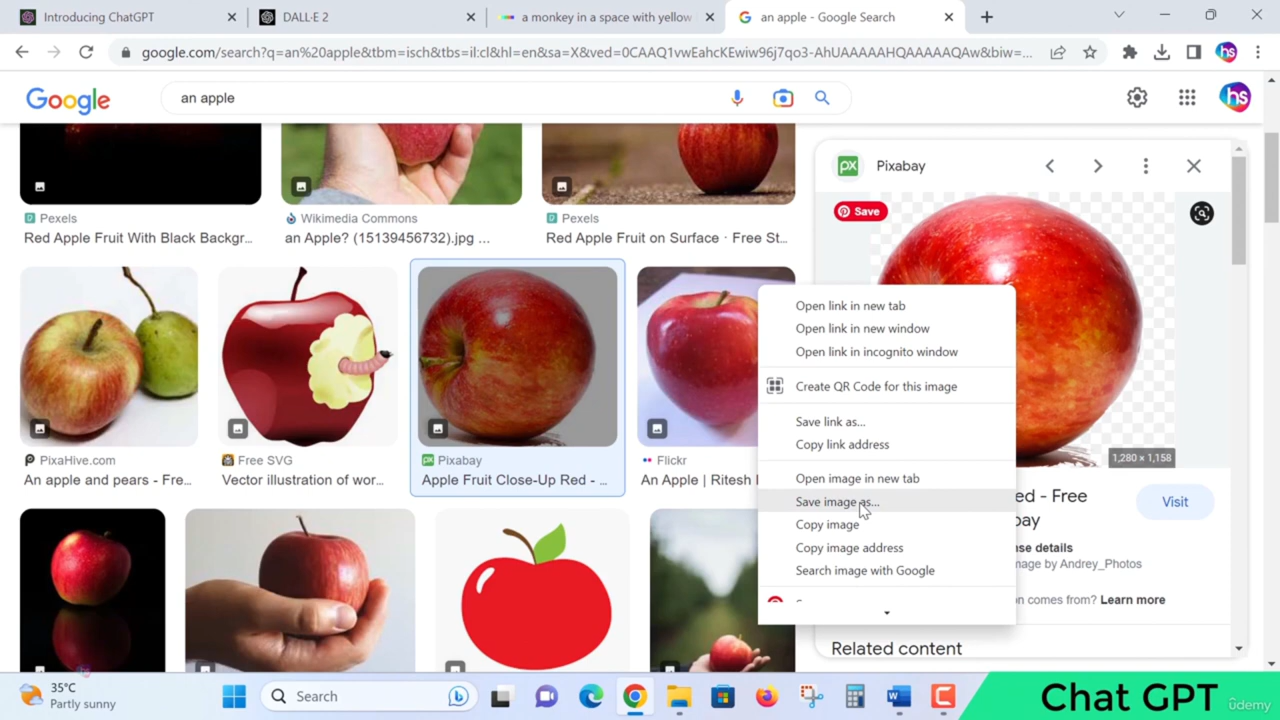 Introducing ChatGPT
DALL·E 2
a monkey in a space with yellow
an apple - Google Search
google.com/search?q=an%20apple&tbm=isch&tbs=il:cl&hl=en&sa=X&ved=0CAAQ1vwEahcKEwiw96j7qo3-AhUAAAAAHQAAAAAQAw&biw=...
Google
an apple
hs
Pexels
Red Apple Fruit With Black Backgr...
Wikimedia Commons
an Apple? (15139456732).jpg ...
Pexels
Red Apple Fruit on Surface · Free St...
PixaHive.com
An apple and pears - Fre...
Free SVG
Vector illustration of wor...
Pixabay
Apple Fruit Close-Up Red - ...
Flickr
An Apple | Ritesh
Pixabay
Save
1,280 × 1,158
Open link in new tab
Open link in new window
Open link in incognito window
Create QR Code for this image
Save link as...
Copy link address
Open image in new tab
Save image as...
Copy image
Copy image address
Search image with Google
ed - Free
bay
Visit
nse details
mage by Andrey_Photos
on comes from? Learn more
Related content
35°C
Partly sunny
Search
Chat GPT
ûdemy